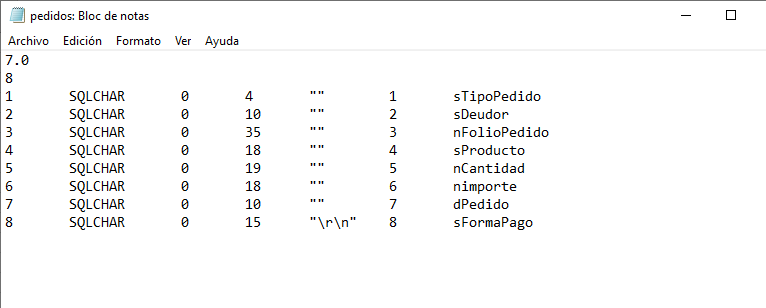 pedidos: Bloc de notas
Archivo Edición Formato Ver Ayuda
7.0
8
1 SQLCHAR 0 4 "" 1 sTipoPedido
2 SQLCHAR 0 10 "" 2 sDeudor
3 SQLCHAR 0 35 "" 3 nFolioPedido
4 SQLCHAR 0 18 "" 4 sProducto
5 SQLCHAR 0 19 "" 5 nCantidad
6 SQLCHAR 0 18 "" 6 nimporte
7 SQLCHAR 0 10 "" 7 dPedido
8 SQLCHAR 0 15 "\r\n" 8 sFormaPago